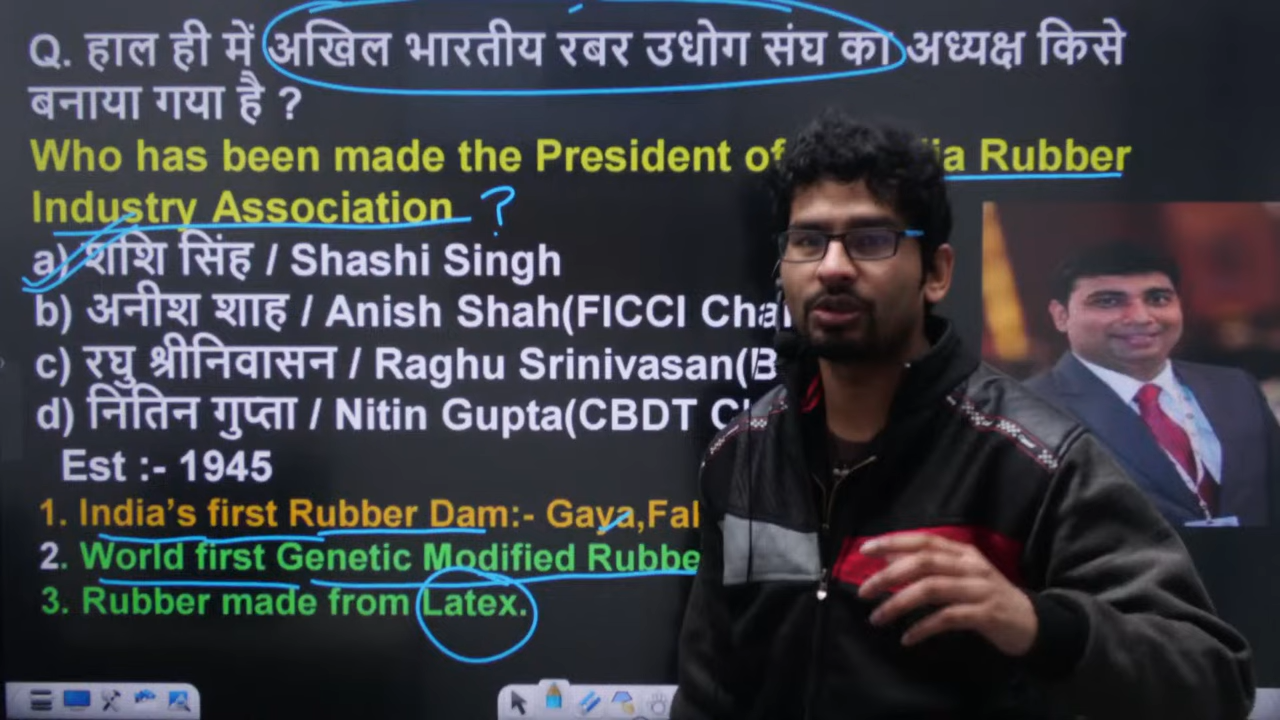 Q. हाल ही में अखिल भारतीय रबर उधोग संघ का अध्यक्ष किसे
बनाया गया है ?
Who has been made the President of Rubber
Industry Association ?
a) शशि सिंह / Shashi Singh
b) अनीश शाह / Anish Shah(FICCI
c) रघु श्रीनिवासन / Raghu Srinivasan(B
d) नितिन गुप्ता / Nitin Gupta(CBDT
Est :- 1945
1. India's first Rubber Dam:- Gaya,
2. World first Genetic Modified
3. Rubber made from Latex.